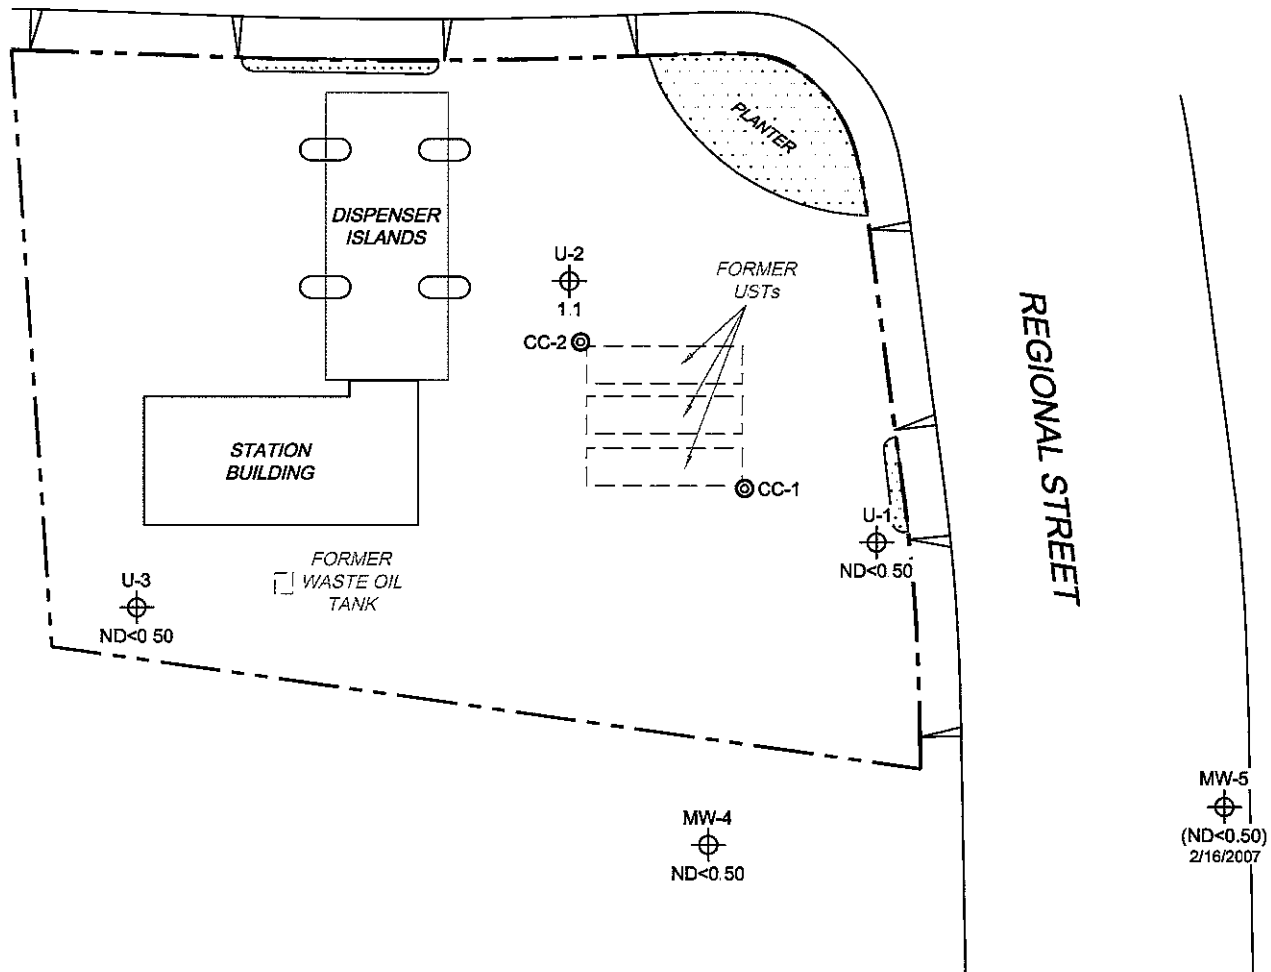 PLANTER
DISPENSER
ISLANDS
U-2
1.1
FORMER
USTs
CC-2
REGIONAL STREET
STATION
BUILDING
CC-1
U-1
ND<0.50
FORMER
WASTE OIL
TANK
U-3
ND<0 50
MW-5
(ND<0.50)
2/16/2007
MW-4
ND<0.50